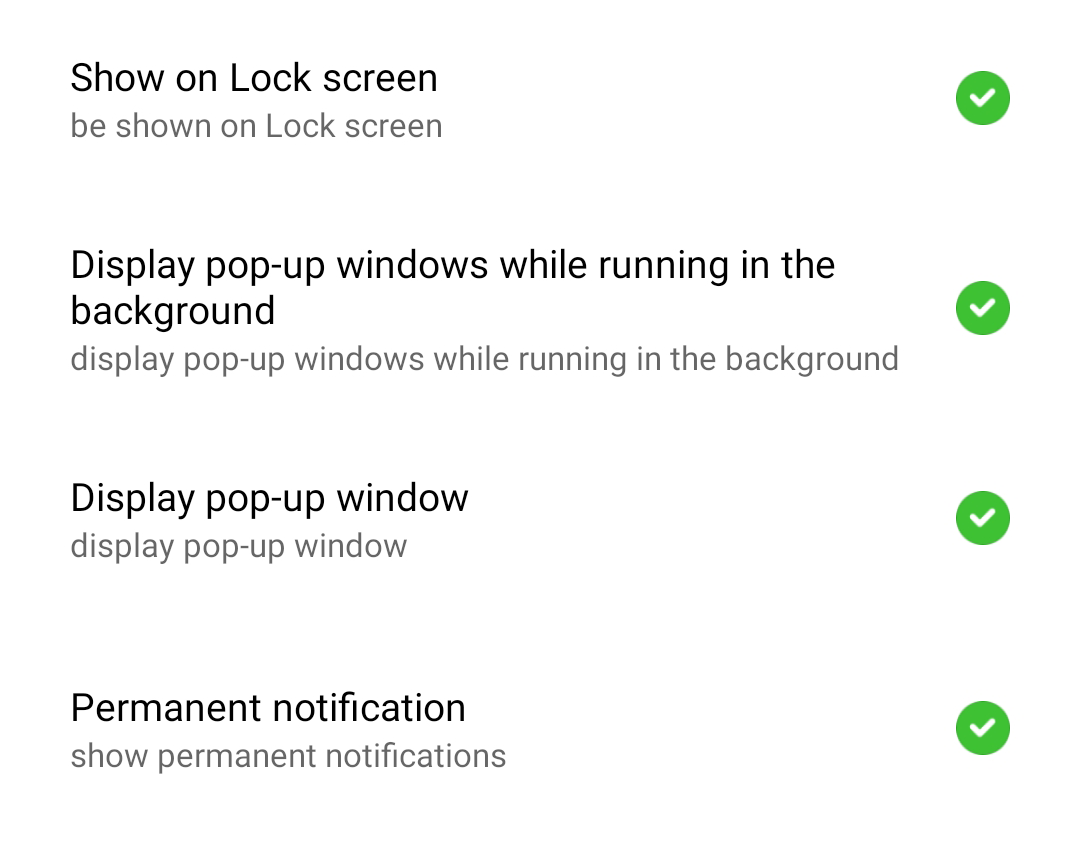 Show on Lock screen
be shown on Lock screen
Display pop-up windows while running in the
background
display pop-up windows while running in the background
Display pop-up window
display pop-up window
Permanent notification
show permanent notifications